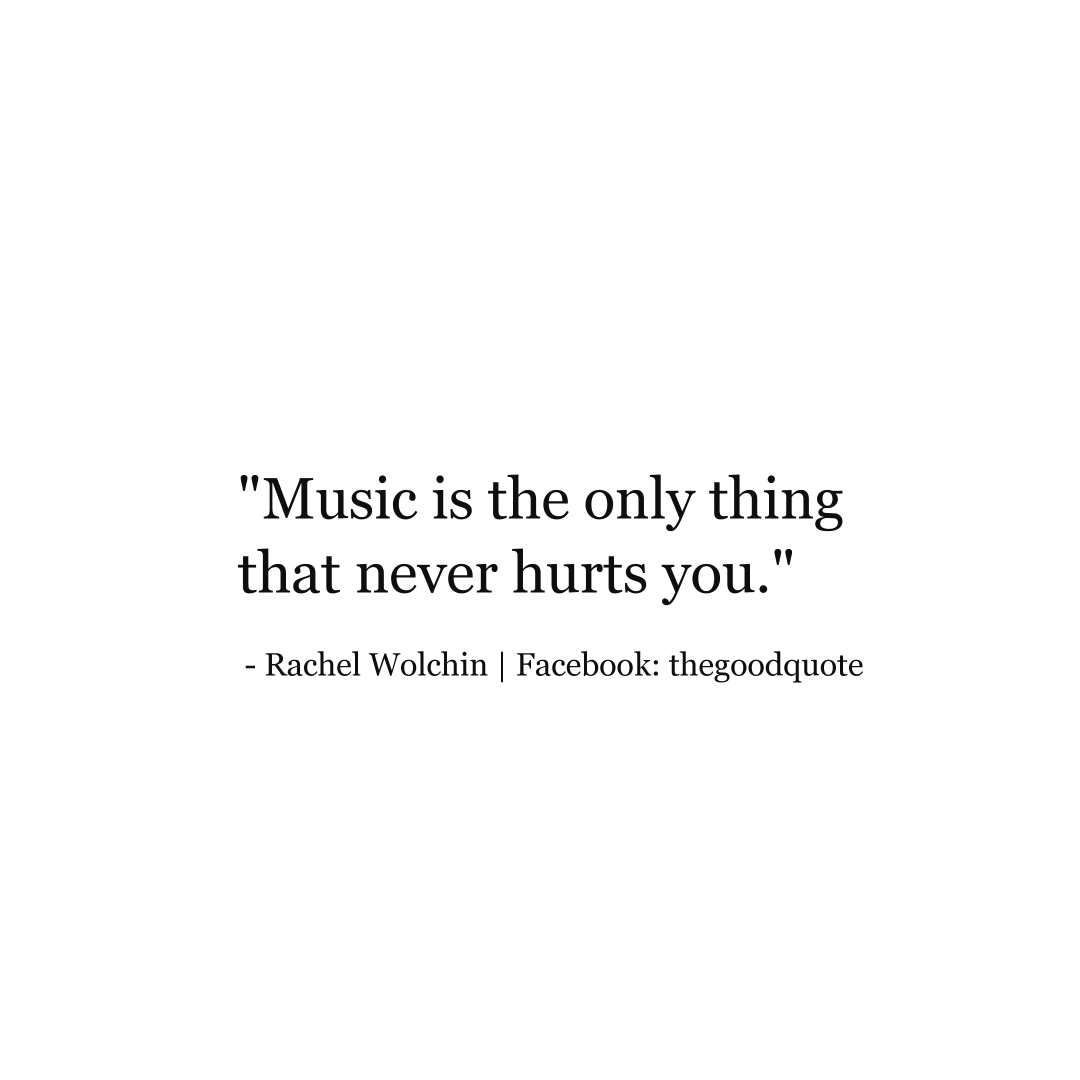 "Music is the only thing
that never hurts you."
- Rachel Wolchin | Facebook: thegoodquote